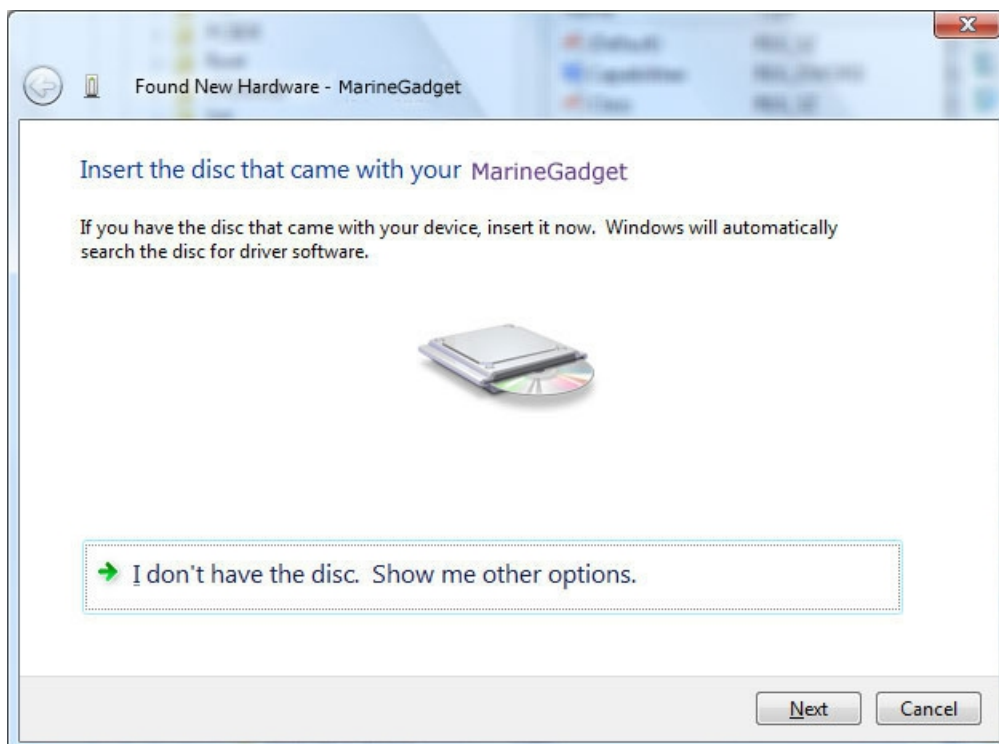 Found New Hardware - MarineGadget
Insert the disc that came with your MarineGadget
If you have the disc that came with your device, insert it now.  Windows will automatically
search the disc for driver software.
I don't have the disc.  Show me other options.
Next
Cancel